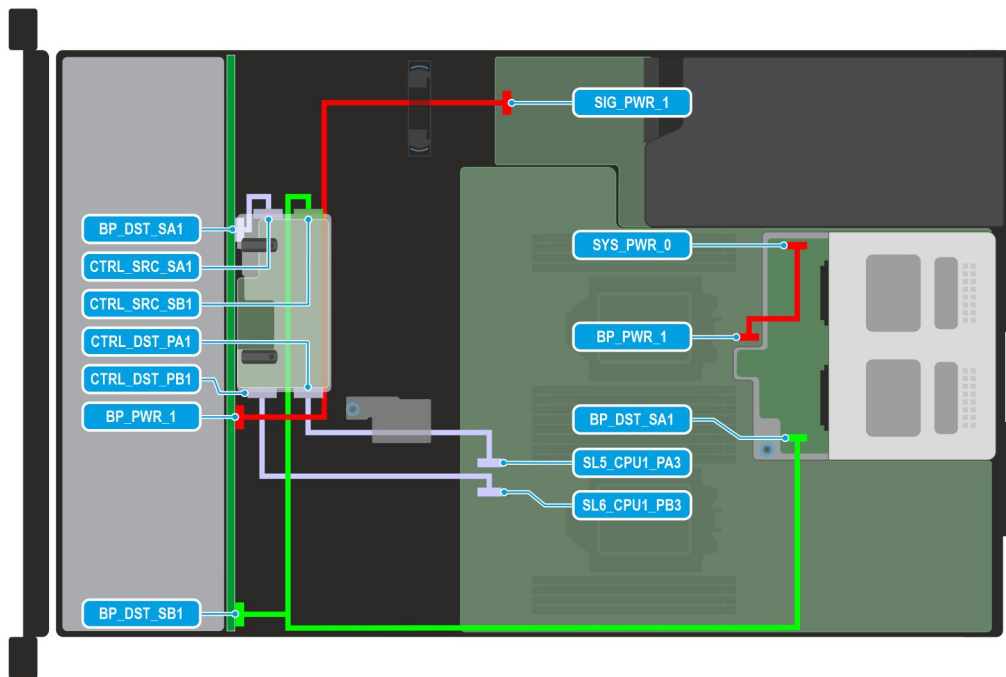 SIG_PWR_1
BP_DST_SA1
SYS_PWR_0
CTRL_SRC_SA1
CTRL_SRC_SB1
CTRL_DST_PA1
BP_PWR_1
CTRL_DST_PB1
BP_PWR_1
BP_DST_SA1
SL5_CPU1_PA3
SL6_CPU1_PB3
BP_DST_SB1